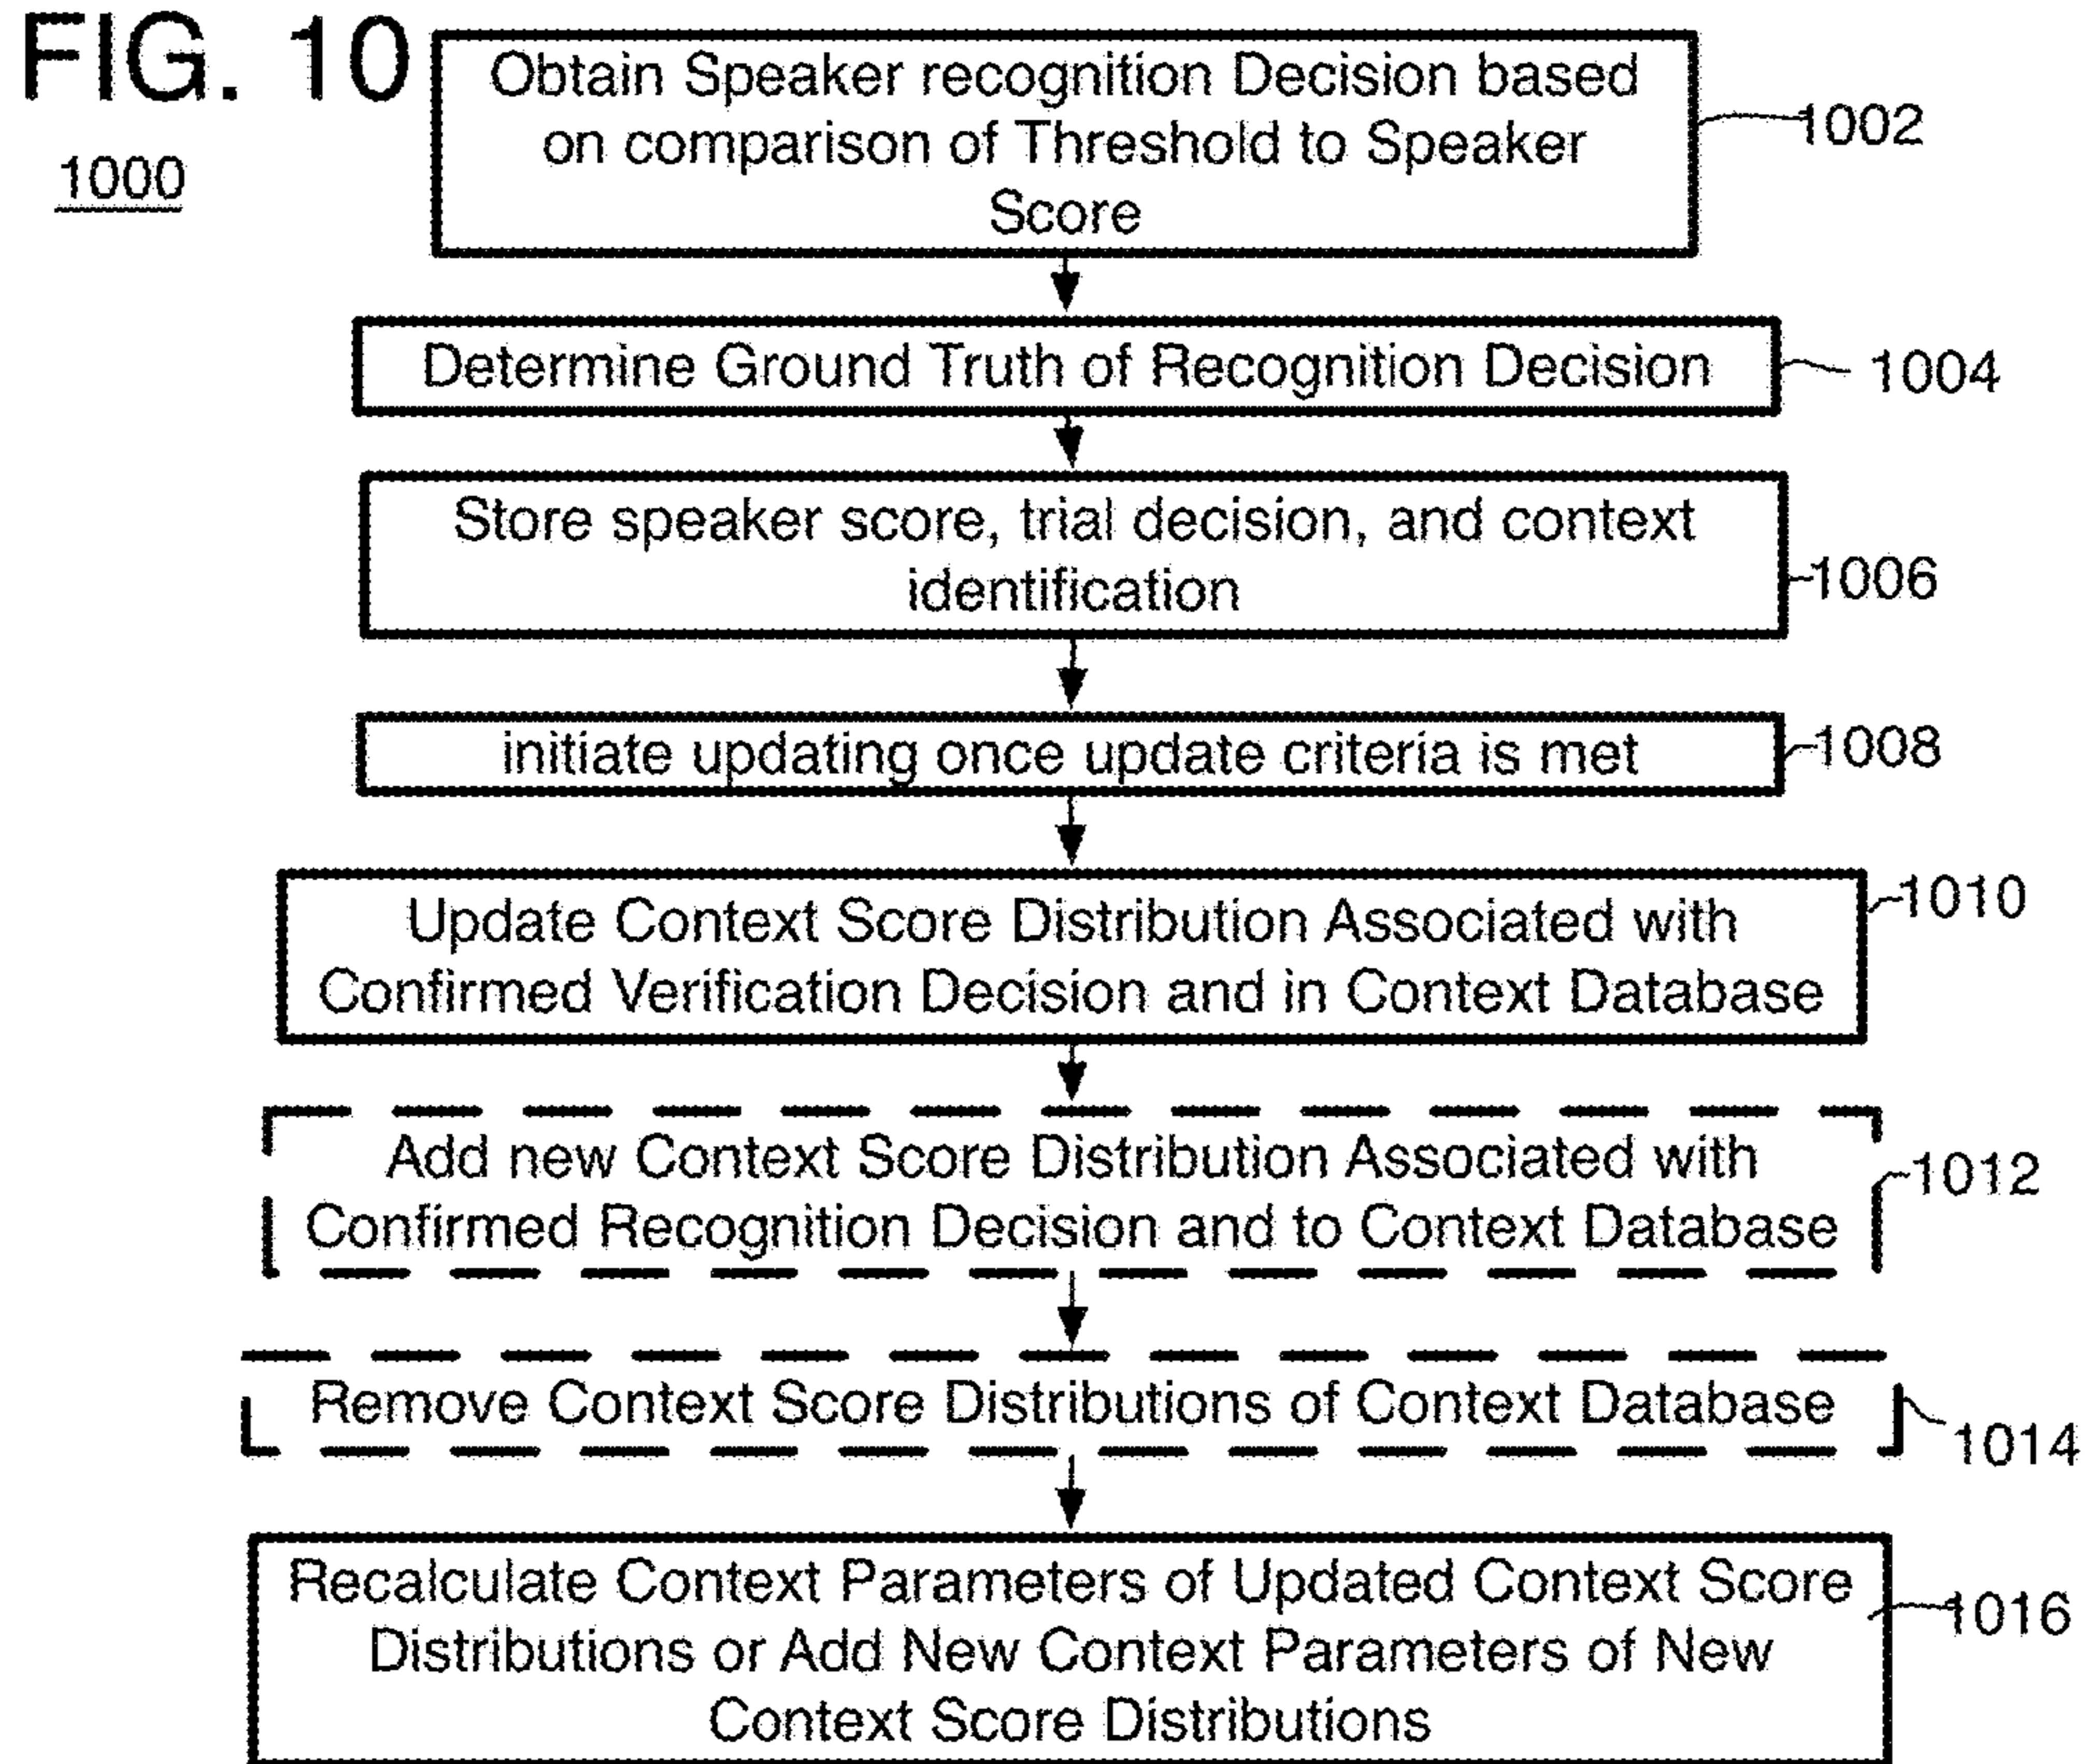 FIG. 10
1000
Obtain Speaker recognition Decision based
on comparison of Threshold to Speaker
Score
1002
Determine Ground Truth of Recognition Decision
1004
Store speaker score, trial decision, and context
identification
1006
initiate updating once update criteria is met
1008
Update Context Score Distribution Associated with
Confirmed Verification Decision and in Context Database
1010
Add new Context Score Distribution Associated with
Confirmed Recognition Decision and to Context Database
1012
Remove Context Score Distributions of Context Database
1014
Recalculate Context Parameters of Updated Context Score
Distributions or Add New Context Parameters of New
Context Score Distributions
1016